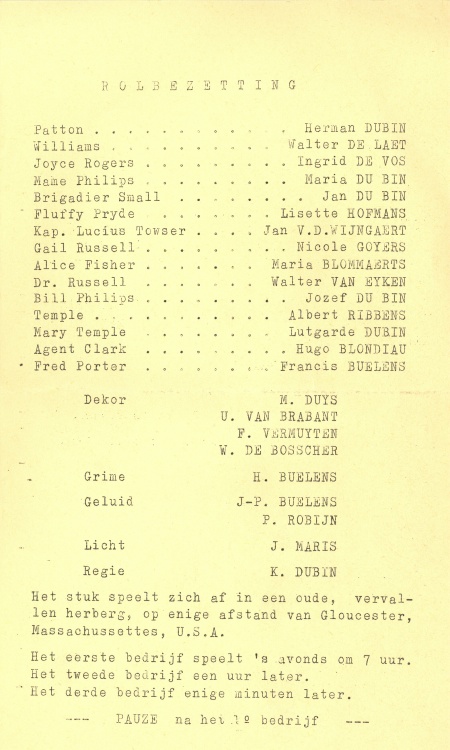 ROLBEZETTING
Patton . . . . . . . . . . . . Herman DUBIN
Williams . . . . . . . . . . Walter DE LAET
Joyce Rogers . . . . . . . . . Ingrid DE VOS
Mame Philips . . . . . . . . . Maria DU BIN
Brigadier Small . . . . . . . . Jan DU BIN
Fluffy Pryde . . . . . . . Lisette HOFMANS
Kap. Lucius Towser . . . . Jan V.D.WIJNGAERT
Gail Russell . . . . . . . . . Nicole GOYERS
Alice Fisher . . . . . . . Maria BLOMMAERTS
Dr. Russell . . . . . . . Walter VAN EYKEN
Bill Philips . . . . . . . . . Jozef DU BIN
Temple . . . . . . . . . . . Albert RIBBENS
Mary Temple . . . . . . . . Lutgarde DUBIN
Agent Clark . . . . . . . . . Hugo BLONDIAU
Fred Porter . . . . . . . . Francis BUELENS
Dekor M. DUYS
U. VAN BRABANT
F. VERMUYTEN
W. DE BOSSCHER
Grime H. BUELENS
Geluid J-P. BUELENS
P. ROBIJN
Licht J. MARIS
Regie K. DUBIN
Het stuk speelt zich af in een oude, verval-
len herberg, op enige afstand van Gloucester,
Massachussettes, U.S.A.
Het eerste bedrijf speelt 's avonds om 7 uur.
Het tweede bedrijf een uur later.
Het derde bedrijf enige minuten later.
--- PAUZE na het 1º bedrijf ---